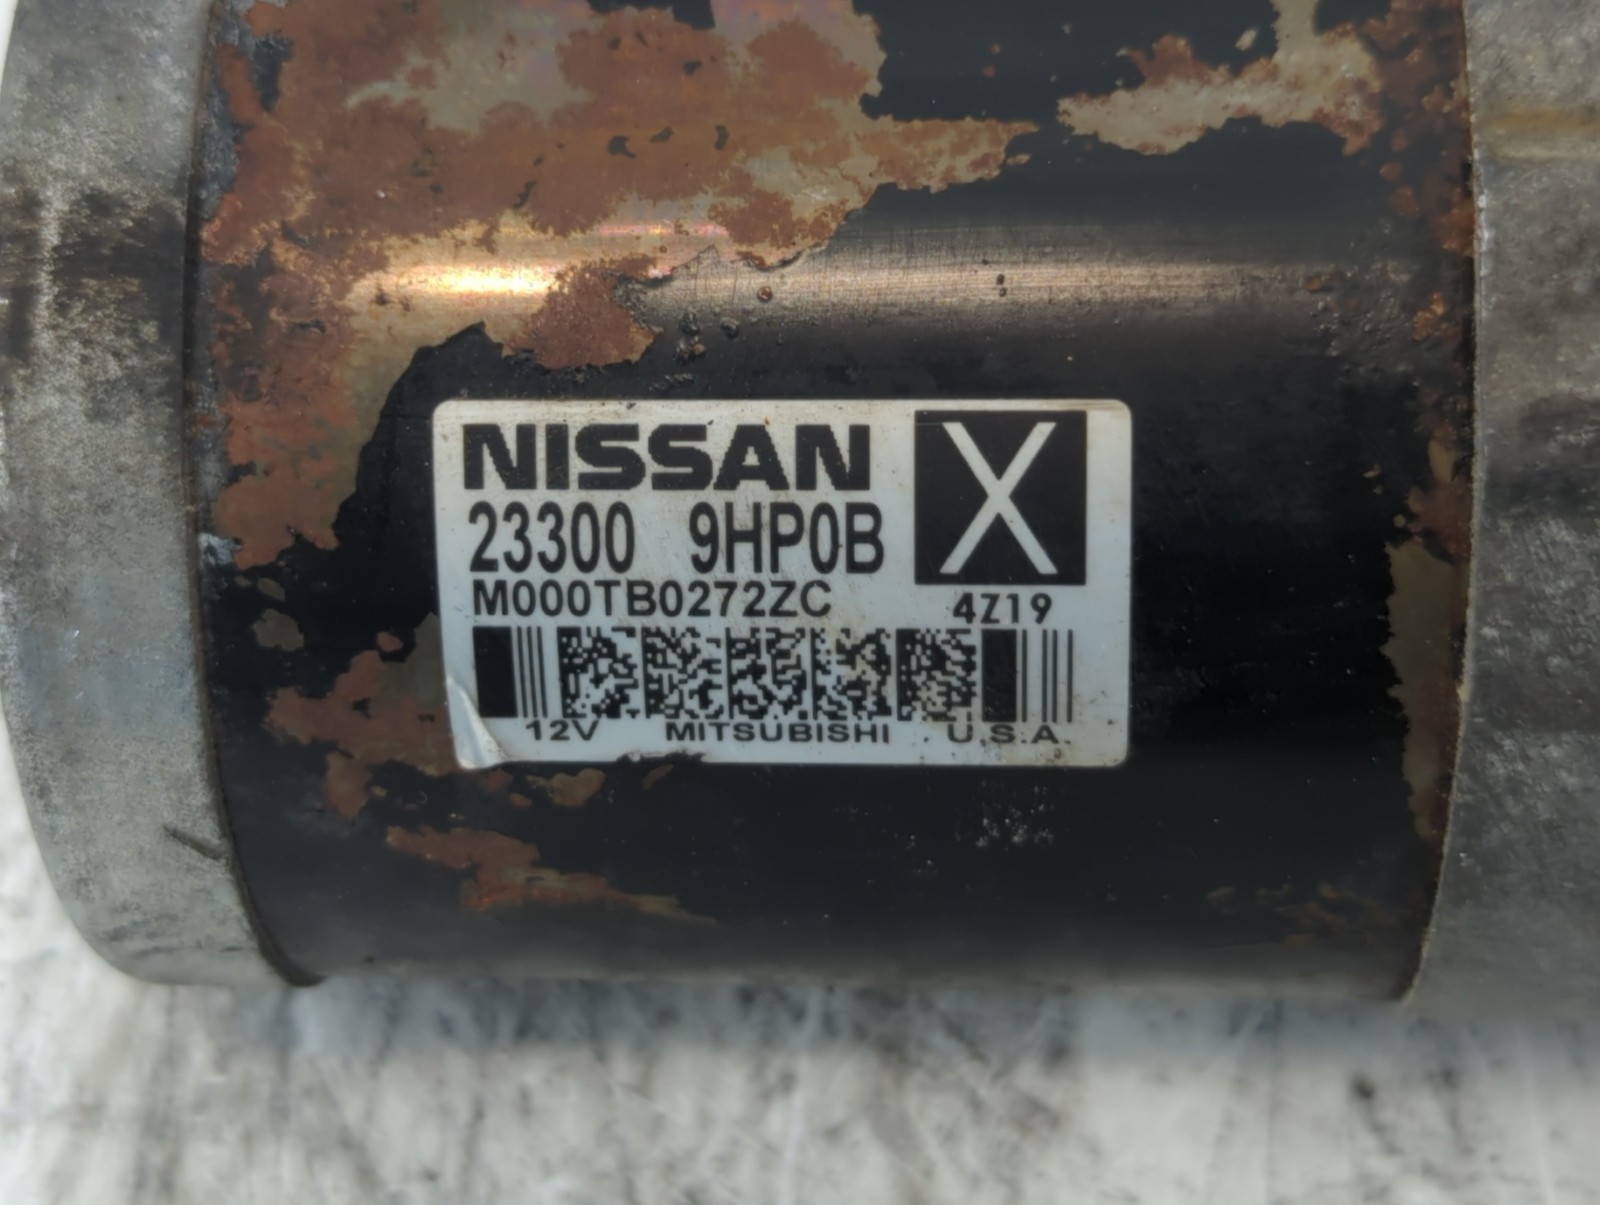 NISSAN X
23300 9HP0B
M000TB0272ZC 4Z19
12V MITSUBISHI U.S.A.